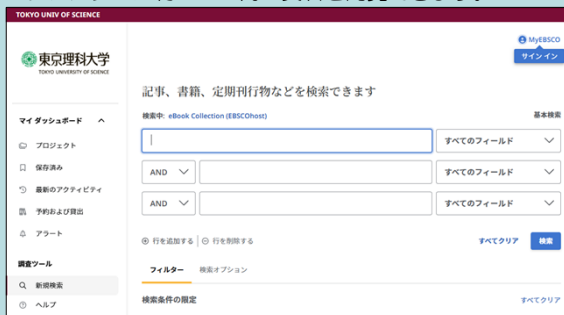 TOKYO UNIV OF SCIENCE
MyEBSCO
サインイン
東京理科大学
TOKYO UNIVERSITY OF SCIENCE
記事、書籍、定期刊行物などを検索できます
マイ ダッシュボード
検索中: eBook Collection (EBSCOhost)
基本検索
プロジェクト
すべてのフィールド
保存済み
AND
すべてのフィールド
最新のアクティビティ
予約および貸出
AND
すべてのフィールド
アラート
行を追加する
行を削除する
すべてクリア
検索
調査ツール
フィルター
検索オプション
新規検索
ヘルプ
検索条件の限定
すべてクリア